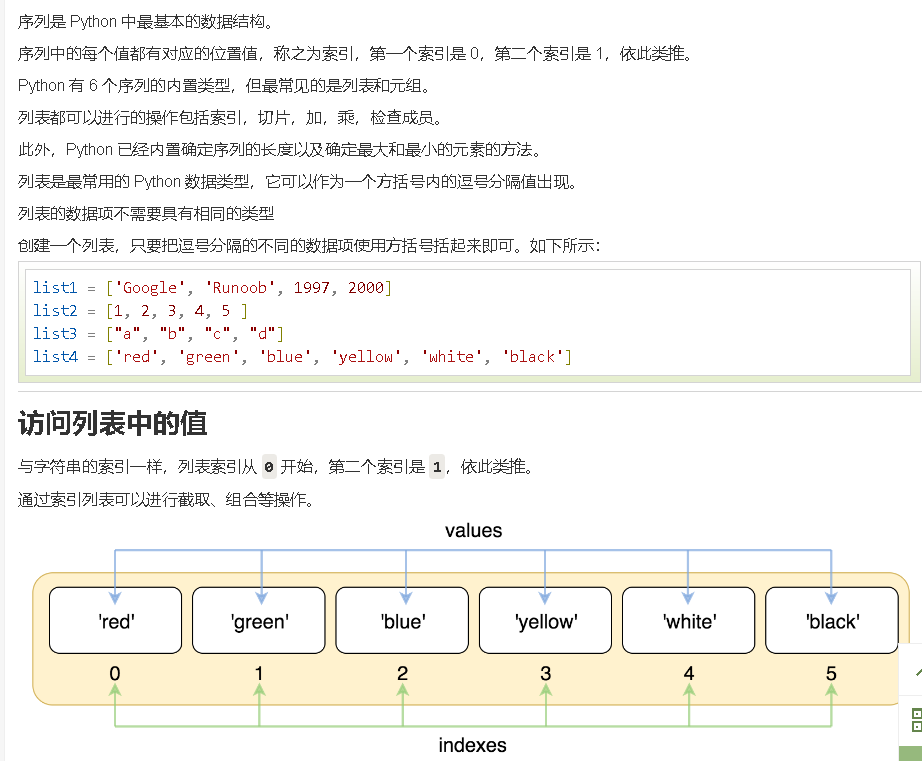 序列是 Python 中最基本的数据结构。
序列中的每个值都有对应的位置值，称之为索引，第一个索引是 0，第二个索引是 1，依此类推。
Python 有 6 个序列的内置类型，但最常见的是列表和元组。
列表都可以进行的操作包括索引，切片，加，乘，检查成员。
此外，Python 已经内置确定序列的长度以及确定最大和最小的元素的方法。
列表是最常用的 Python 数据类型，它可以作为一个方括号内的逗号分隔值出现。
列表的数据项不需要具有相同的类型
创建一个列表，只要把逗号分隔的不同的数据项使用方括号括起来即可。如下所示：
list1 = ['Google', 'Runoob', 1997, 2000]
list2 = [1, 2, 3, 4, 5 ]
list3 = ["a", "b", "c", "d"]
list4 = ['red', 'green', 'blue', 'yellow', 'white', 'black']
访问列表中的值
与字符串的索引一样，列表索引从 0 开始，第二个索引是 1，依此类推。
通过索引列表可以进行截取、组合等操作。
values
'red' 'green' 'blue' 'yellow' 'white' 'black'
0 1 2 3 4 5
indexes